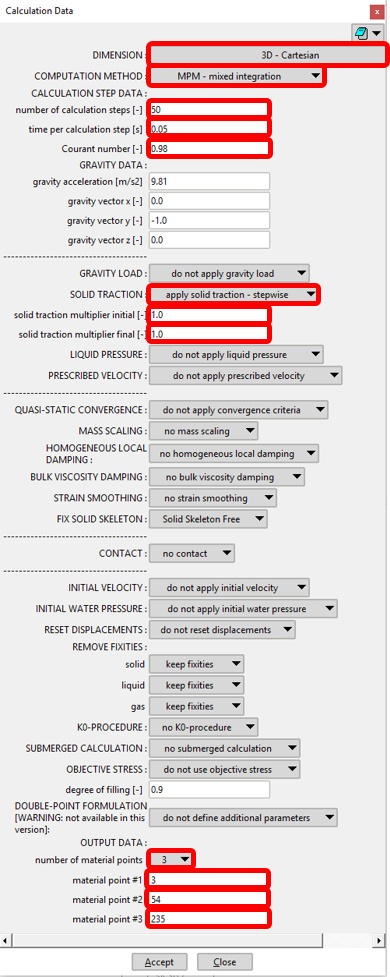 Calculation Data
DIMENSION : 3D - Cartesian
COMPUTATION METHOD : MPM - mixed integration
CALCULATION STEP DATA :
number of calculation steps [-] 50
time per calculation step [s] 0.05
Courant number [-] 0.98
GRAVITY DATA :
gravity acceleration [m/s2] 9.81
gravity vector x [-] 0.0
gravity vector y [-] -1.0
gravity vector z [-] 0.0
------------------------------
GRAVITY LOAD : do not apply gravity load
SOLID TRACTION : apply solid traction - stepwise
solid traction multiplier initial [-] 1.0
solid traction multiplier final [-] 1.0
LIQUID PRESSURE : do not apply liquid pressure
PRESCRIBED VELOCITY : do not apply prescribed velocity
------------------------------
QUASI-STATIC CONVERGENCE : do not apply convergence criteria
MASS SCALING : no mass scaling
HOMOGENEOUS LOCAL
DAMPING : no homogeneous local damping
BULK VISCOSITY DAMPING : no bulk viscosity damping
STRAIN SMOOTHING : no strain smoothing
FIX SOLID SKELETON : Solid Skeleton Free
------------------------------
CONTACT : no contact
------------------------------
INITIAL VELOCITY : do not apply initial velocity
INITIAL WATER PRESSURE : do not apply initial water pressure
RESET DISPLACEMENTS : do not reset displacements
REMOVE FIXITIES :
solid keep fixities
liquid keep fixities
gas keep fixities
K0-PROCEDURE : no K0-procedure
SUBMERGED CALCULATION : no submerged calculation
OBJECTIVE STRESS : do not use objective stress
degree of filling [-] 0.9
DOUBLE-POINT FORMULATION
[WARNING: not available in this
version]: do not define additional parameters
OUTPUT DATA :
number of material points 3
material point #1 3
material point #2 54
material point #3 235
Accept Close